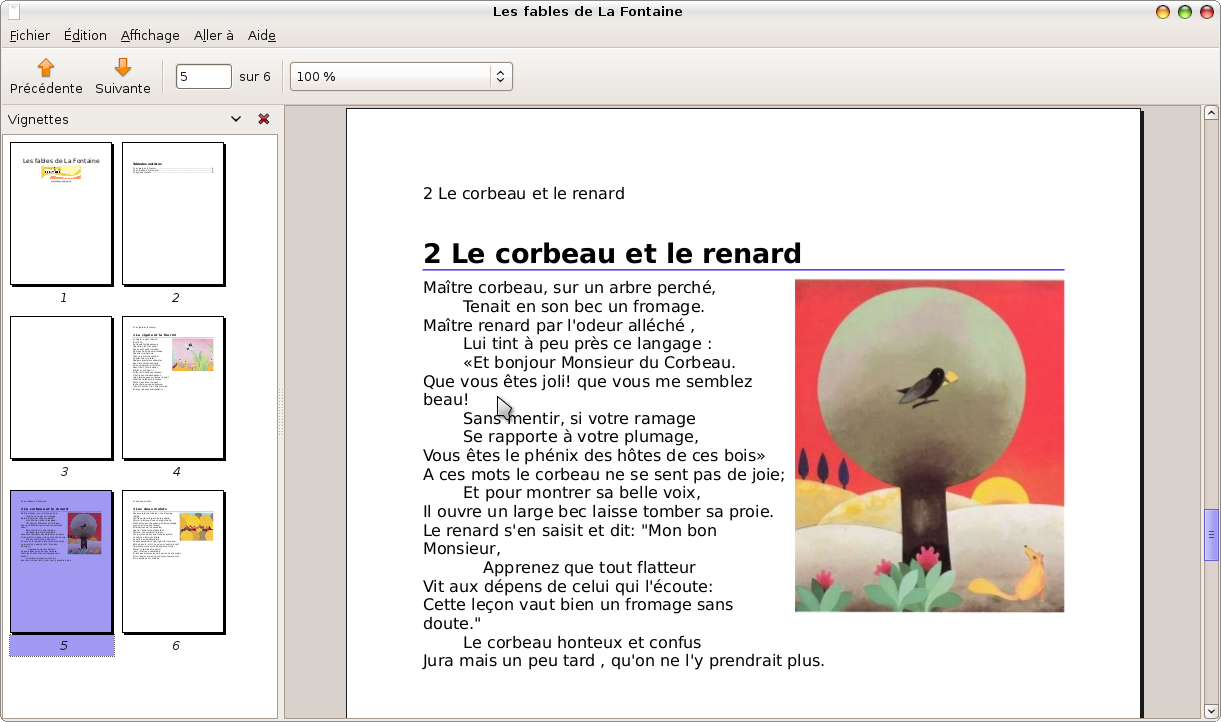 Les fables de La Fontaine
Fichier Édition Affichage Aller à Aide
Précédente Suivante 5 sur 6 100 %
Vignettes
Les fables de La Fontaine
1
2
3
4
5
6
2 Le corbeau et le renard
2 Le corbeau et le renard
Maître corbeau, sur un arbre perché,
Tenait en son bec un fromage.
Maître renard par l'odeur alléché ,
Lui tint à peu près ce langage :
«Et bonjour Monsieur du Corbeau.
Que vous êtes joli! que vous me semblez
beau!
Sans mentir, si votre ramage
Se rapporte à votre plumage,
Vous êtes le phénix des hôtes de ces bois»
A ces mots le corbeau ne se sent pas de joie;
Et pour montrer sa belle voix,
Il ouvre un large bec laisse tomber sa proie.
Le renard s'en saisit et dit: "Mon bon
Monsieur,
Apprenez que tout flatteur
Vit aux dépens de celui qui l'écoute:
Cette leçon vaut bien un fromage sans
doute."
Le corbeau honteux et confus
Jura mais un peu tard , qu'on ne l'y prendrait plus.